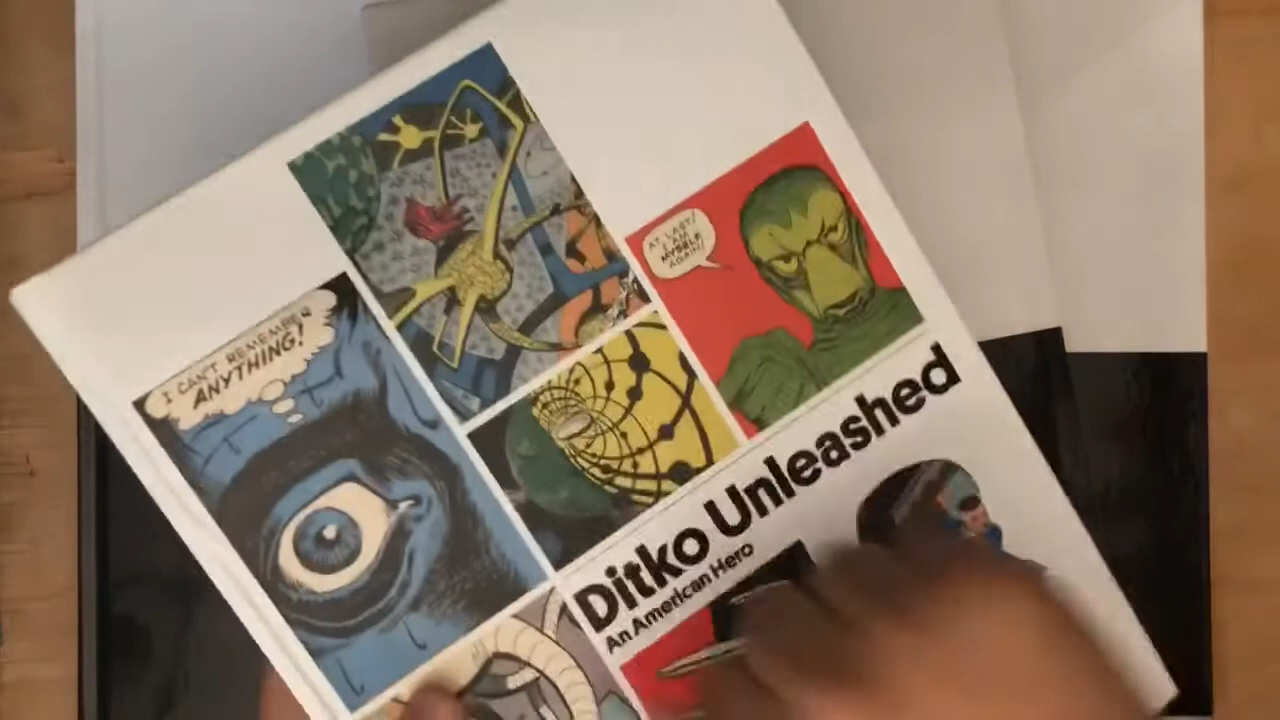 I CAN'T REMEMBER
ANYTHING!
AT LAST!
I AM
MYSELF
AGAIN!
Ditko Unleashed
An American Hero